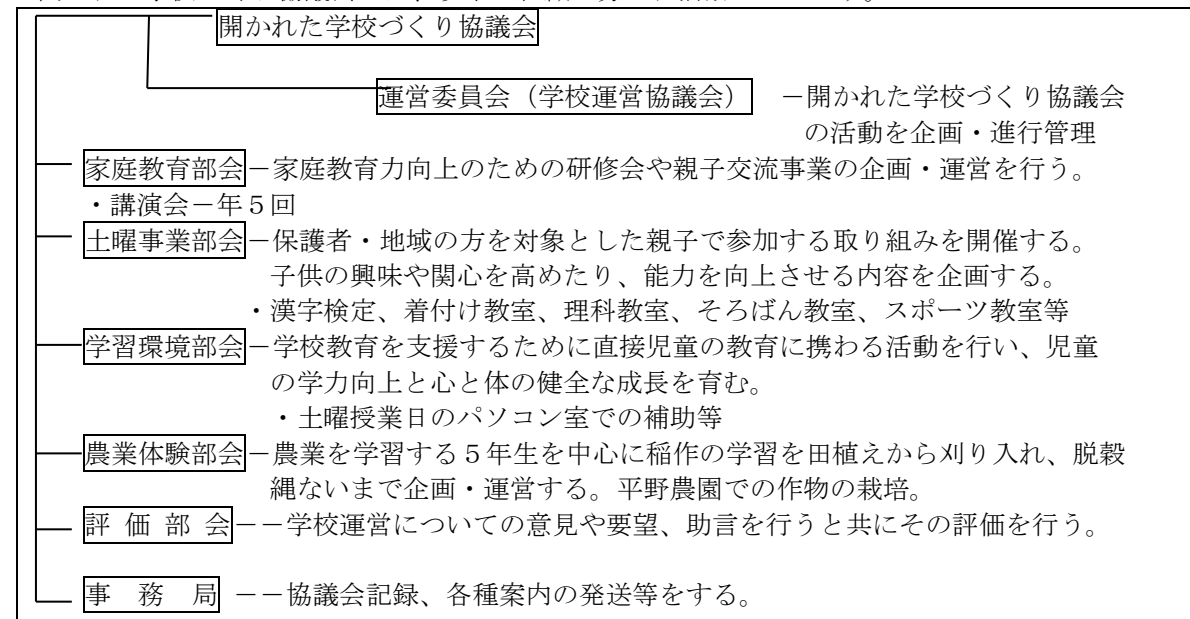 開かれた学校づくり協議会
運営委員会（学校運営協議会） －開かれた学校づくり協議会
の活動を企画・進行管理
家庭教育部会－家庭教育力向上のための研修会や親子交流事業の企画・運営を行う。
・講演会－年５回
土曜事業部会－保護者・地域の方を対象とした親子で参加する取り組みを開催する。
子供の興味や関心を高めたり、能力を向上させる内容を企画する。
・漢字検定、着付け教室、理科教室、そろばん教室、スポーツ教室等
学習環境部会－学校教育を支援するために直接児童の教育に携わる活動を行い、児童
の学力向上と心と体の健全な成長を育む。
・土曜授業日のパソコン室での補助等
農業体験部会－農業を学習する５年生を中心に稲作の学習を田植えから刈り入れ、脱穀
縄ないまで企画・運営する。平野農園での作物の栽培。
評 価 部 会－－学校運営についての意見や要望、助言を行うと共にその評価を行う。
事 務 局 －－協議会記録、各種案内の発送等をする。